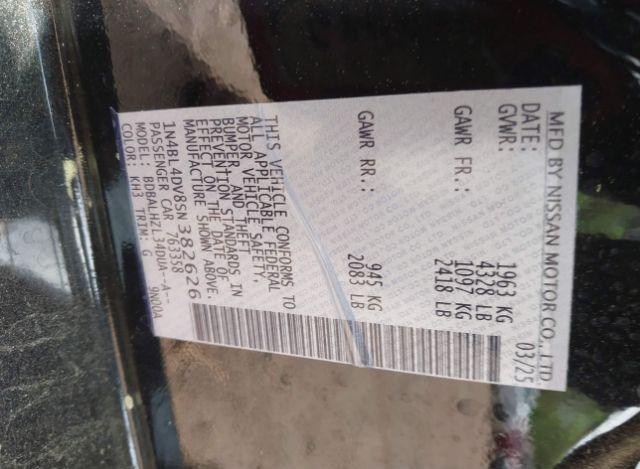 MFD BY NISSAN MOTOR CO., LTD.
DATE: 03/25
GVWR: 1963 KG
4328 LB
GAWR FR.: 1097 KG
2418 LB
GAWR RR.: 945 KG
2083 LB
THIS VEHICLE CONFORMS TO
ALL APPLICABLE FEDERAL
MOTOR VEHICLE SAFETY,
BUMPER, AND THEFT
PREVENTION STANDARDS IN
EFFECT ON THE DATE OF
MANUFACTURE SHOWN ABOVE.
1N4BL4DV8SN382626
PASSENGER CAR 763358
MODEL: BDBALHZL34DUA--A- 9N00A
COLOR: KH3 TRIM: G